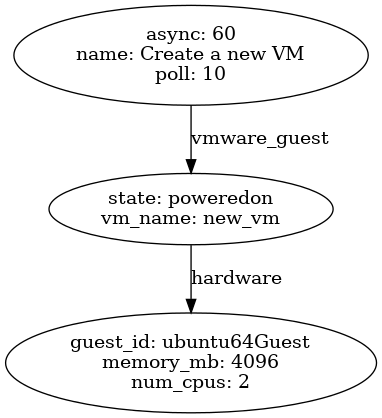 async: 60
name: Create a new VM
poll: 10
vmware_guest
state: poweredon
vm_name: new_vm
hardware
guest_id: ubuntu64Guest
memory_mb: 4096
num_cpus: 2